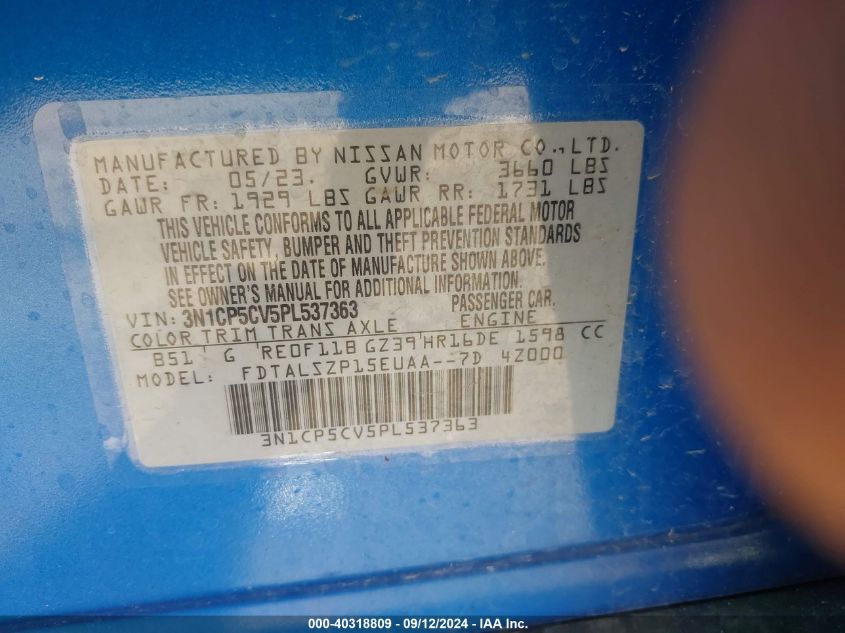 MANUFACTURED BY NISSAN MOTOR CO.,LTD.
DATE: 05/23. GVWR: 3660 LBS
GAWR FR: 1929 LBS GAWR RR: 1731 LBS
THIS VEHICLE CONFORMS TO ALL APPLICABLE FEDERAL MOTOR
VEHICLE SAFETY, BUMPER AND THEFT PREVENTION STANDARDS
IN EFFECT ON THE DATE OF MANUFACTURE SHOWN ABOVE.
SEE OWNER'S MANUAL FOR ADDITIONAL INFORMATION.
VIN: 3N1CP5CV5PL537363 PASSENGER CAR.
COLOR TRIM TRANS AXLE ENGINE
B51 G RE0F11B GZ39 HR16DE 1598 CC
MODEL: FDTALSZP15EUAA--7D 4Z000
3N1CP5CV5PL537363
000-40318809 - 09/12/2024 - IAA Inc.